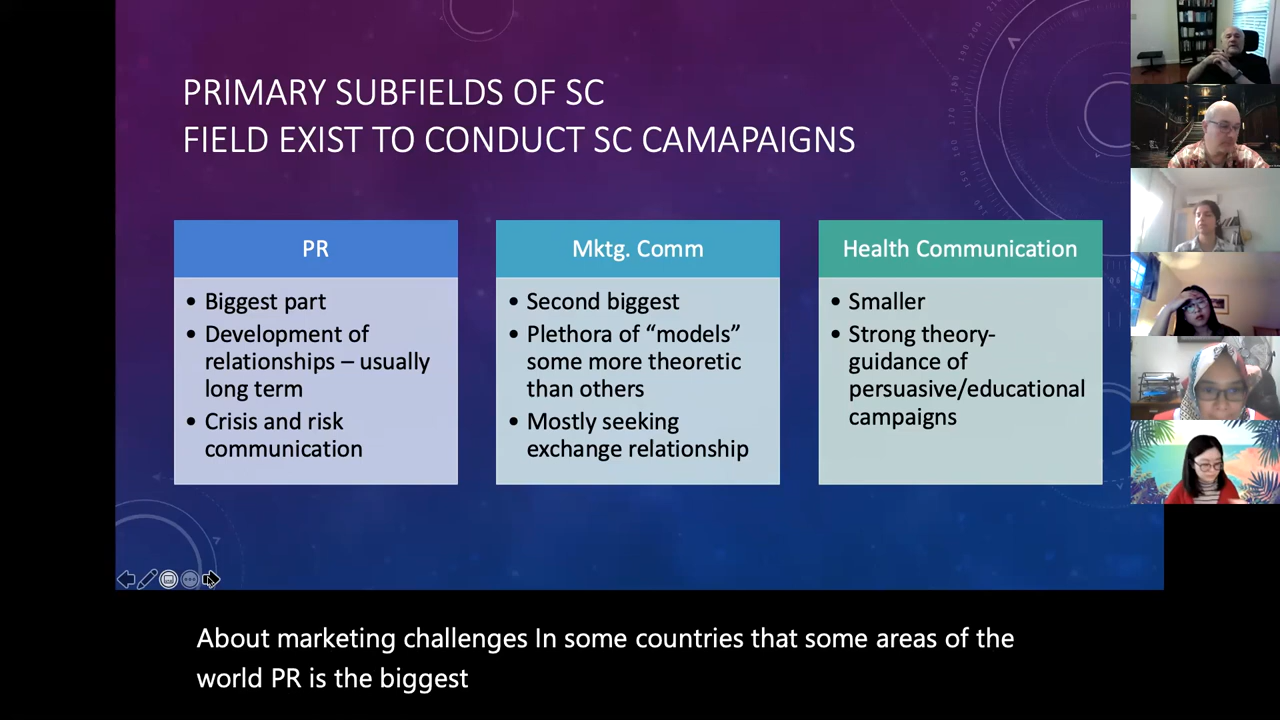 PRIMARY SUBFIELDS OF SC
FIELD EXIST TO CONDUCT SC CAMAPAIGNS
PR
• Biggest part
• Development of
relationships – usually
long term
• Crisis and risk
communication
Mktg. Comm
• Second biggest
• Plethora of “models”
some more theoretic
than others
• Mostly seeking
exchange relationship
Health Communication
• Smaller
• Strong theory-
guidance of
persuasive/educational
campaigns
About marketing challenges In some countries that some areas of the
world PR is the biggest